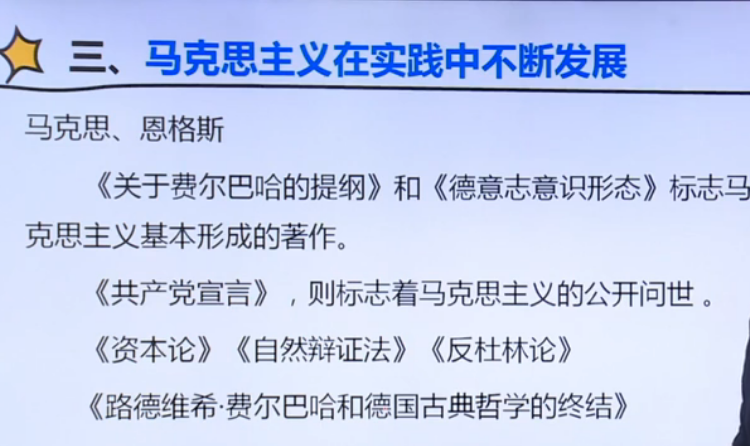 三、马克思主义在实践中不断发展
马克思、恩格斯
《关于费尔巴哈的提纲》和《德意志意识形态》标志马
克思主义基本形成的著作。
《共产党宣言》，则标志着马克思主义的公开问世。
《资本论》《自然辩证法》《反杜林论》
《路德维希·费尔巴哈和德国古典哲学的终结》